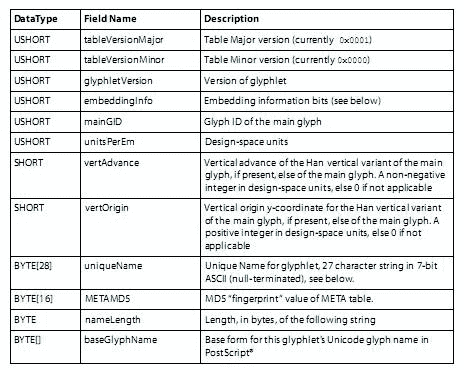 DataType Field Name Description
USHORT tableVersionMajor Table Major version (currently 0x0001)
USHORT tableVersionMinor Table Minor version (currently 0x0000)
USHORT glyphletVersion Version of glyphlet
USHORT embeddingInfo Embedding information bits (see below)
USHORT mainGID Glyph ID of the main glyph
USHORT unitsPerEm Design-space units
SHORT vertAdvance Vertical advance of the Han vertical variant of the main
glyph, if present, else of the main glyph. A non-negative
integer in design-space units, else 0 if not applicable
SHORT vertOrigin Vertical origin y-coordinate for the Han vertical variant
of the main glyph, if present, else of the main glyph. A
positive integer in design-space units, else 0 if not
applicable
BYTE[28] uniqueName Unique Name for glyphlet, 27 character string in 7-bit
ASCII (null-terminated), see below.
BYTE[16] METAMD5 MD5 “fingerprint” value of META table.
BYTE nameLength Length, in bytes, of the following string
BYTE[] baseGlyphName Base form for this glyphlet's Unicode glyph name in
PostScript®